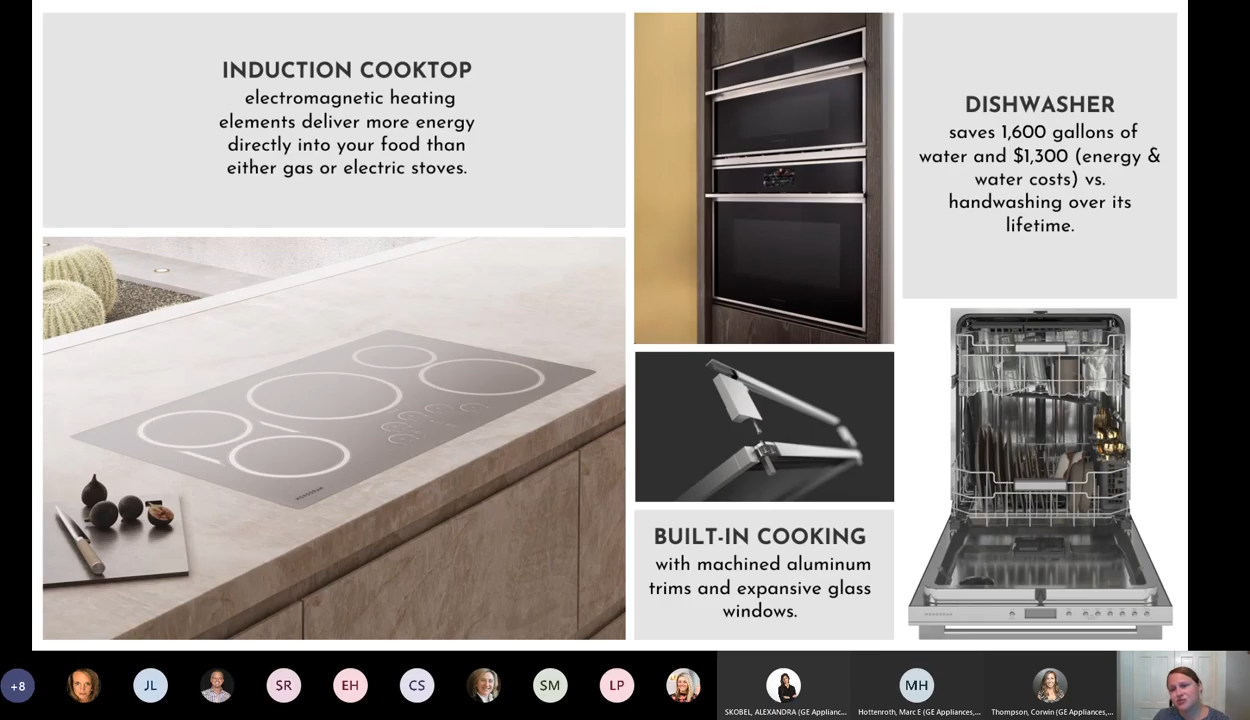 INDUCTION COOKTOP
electromagnetic heating
elements deliver more energy
directly into your food than
either gas or electric stoves.
DISHWASHER
saves 1,600 gallons of
water and $1,300 (energy &
water costs) vs.
handwashing over its
lifetime.
BUILT-IN COOKING
with machined aluminum
trims and expansive glass
windows.
+8
JL
SR
EH
CS
SM
LP
MH
SKOBEL, ALEXANDRA (GE Applianc...
Hottenroth, Marc E (GE Appliances,...
Thompson, Corwin (GE Appliances,...